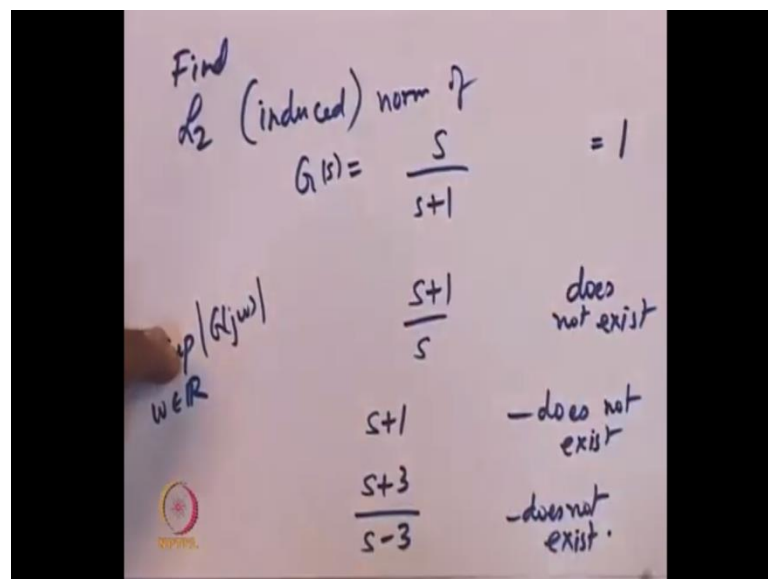 Find
L₂ (induced) norm of
G(s) = s/(s+1) = 1
(s+1)/s does not exist
|G(jω)|
ω∈ℝ
s+1 – does not exist
(s+3)/(s-3) – does not exist.
NPTEL